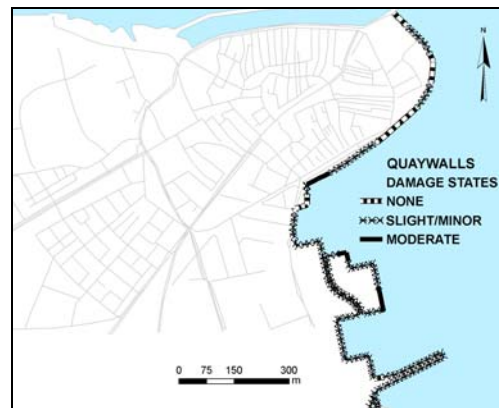 N
QUAYWALLS
DAMAGE STATES
NONE
SLIGHT/MINOR
MODERATE
0 75 150 300
m